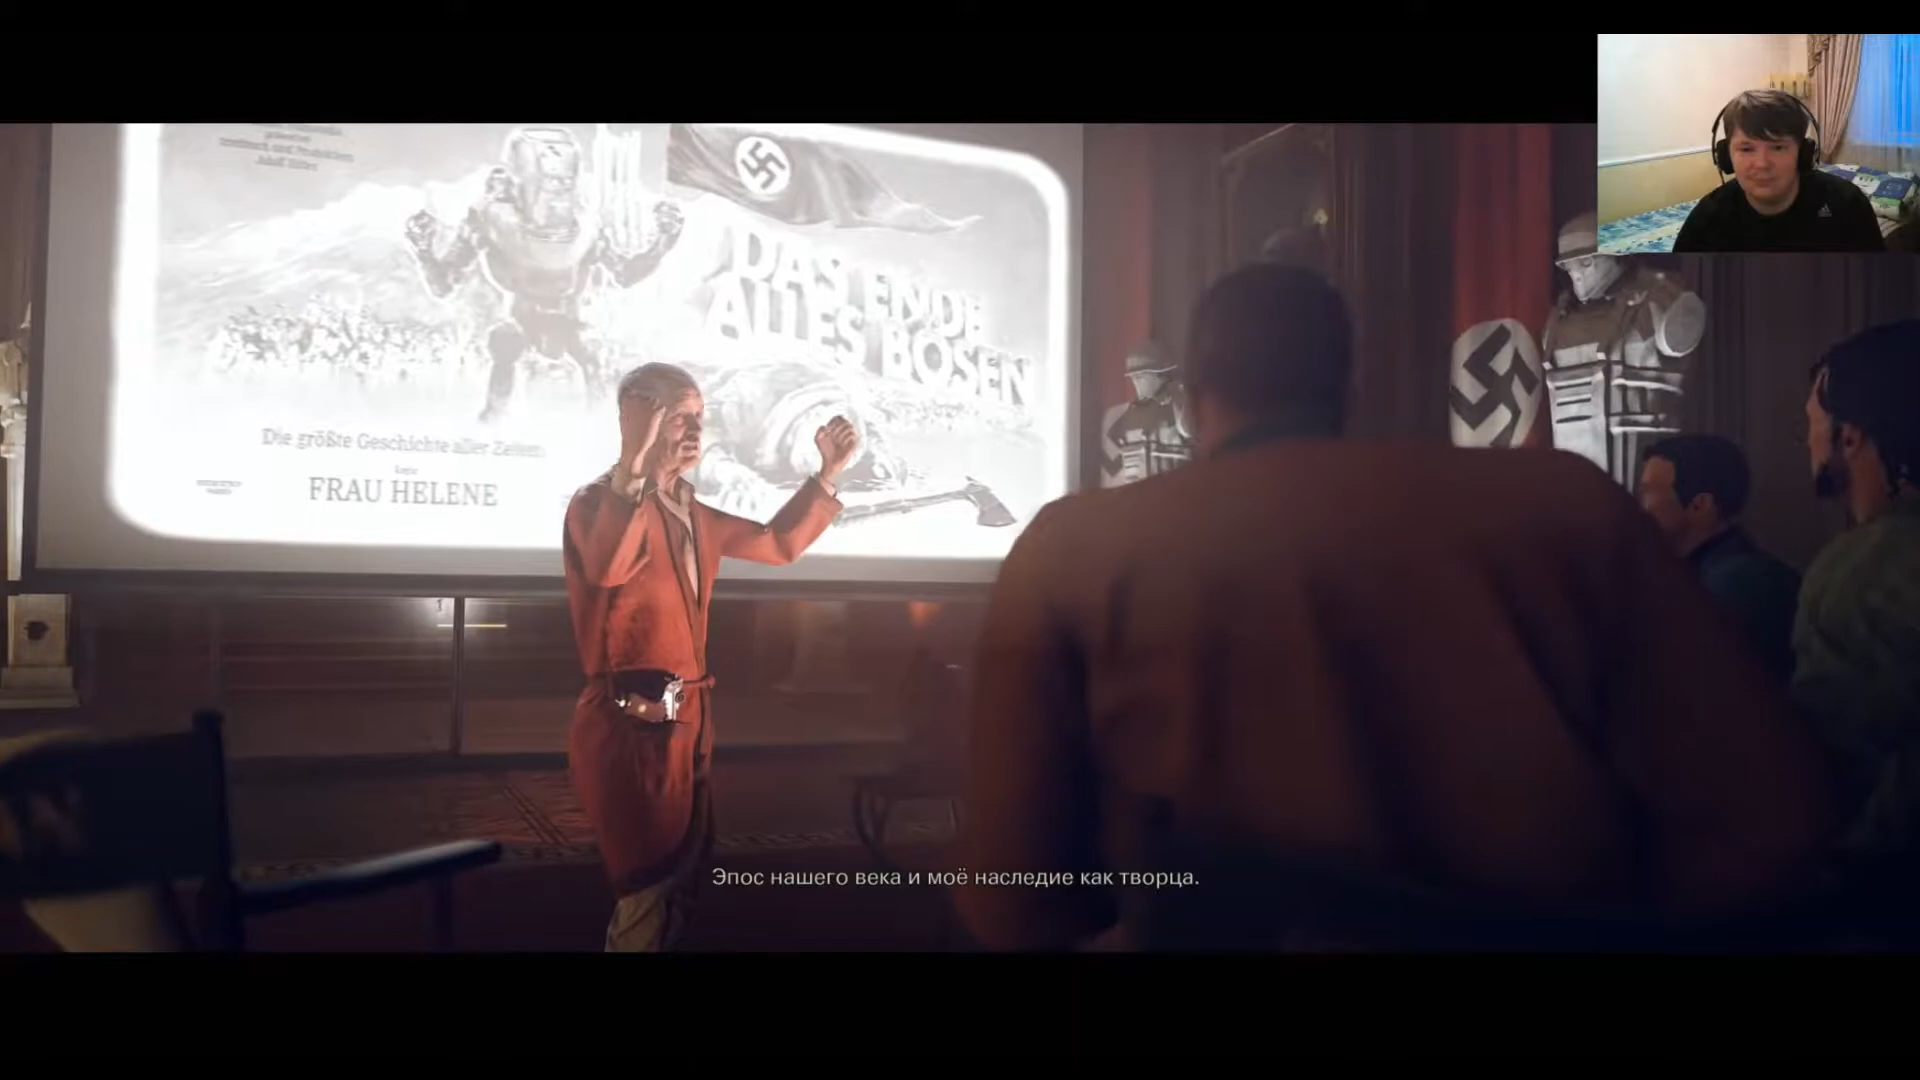 DAS ENDE
ALLES BÖSEN
Die größte Geschichte aller Zeiten
FRAU HELENE
Эпос нашего века и моё наследие как творца.